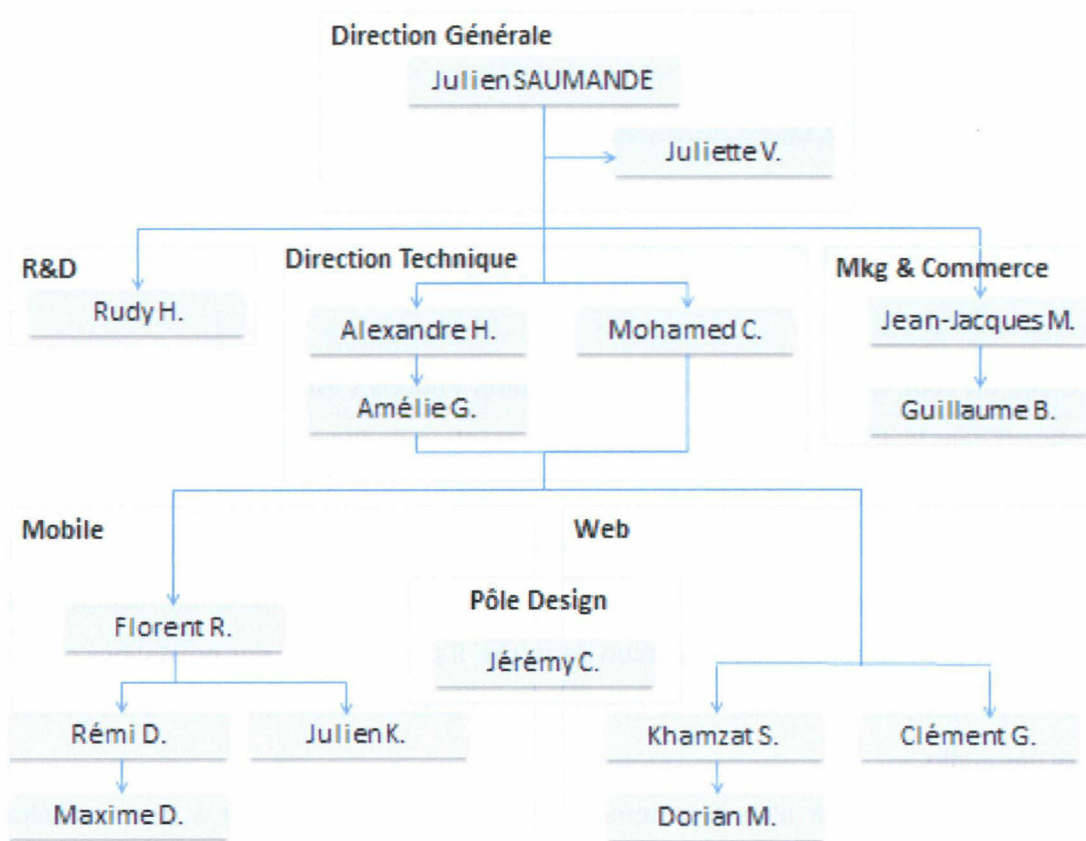 Direction Générale
Julien SAUMANDE
Juliette V.
R&D
Direction Technique
Mkg & Commerce
Rudy H.
Alexandre H.
Mohamed C.
Jean-Jacques M.
Amélie G.
Guillaume B.
Mobile
Web
Pôle Design
Florent R.
Jérémy C.
Rémi D.
Julien K.
Khamzat S.
Clément G.
Maxime D.
Dorian M.